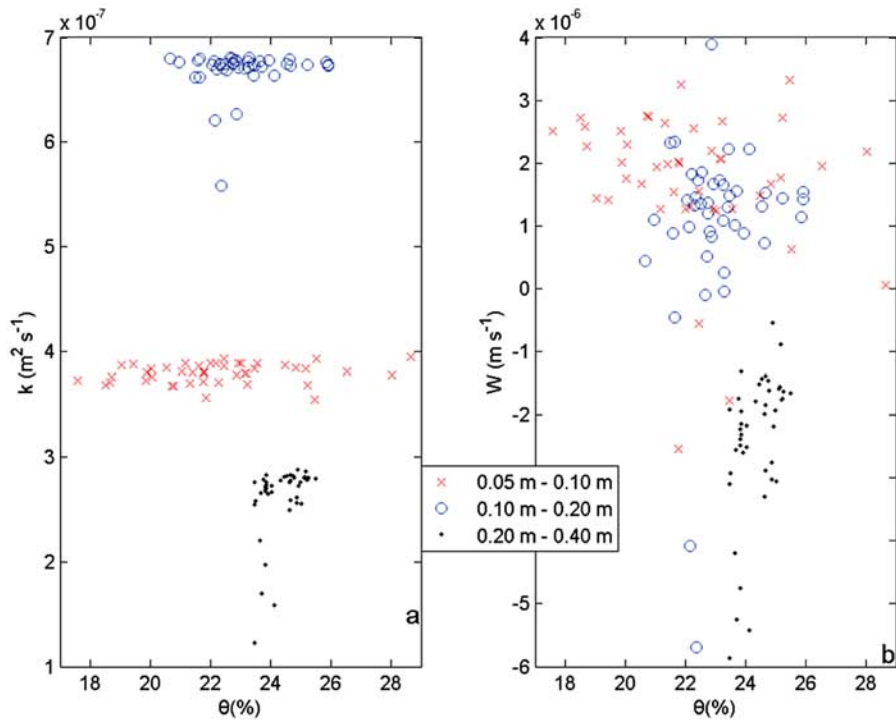 x 10⁻⁷
7
6
5
4
3
2
1
k (m² s⁻¹)
18 20 22 24 26 28
θ(%)
a
x 10⁻⁶
4
3
2
1
0
-1
-2
-3
-4
-5
-6
W (m s⁻¹)
18 20 22 24 26 28
θ(%)
b
0.05 m - 0.10 m
0.10 m - 0.20 m
0.20 m - 0.40 m